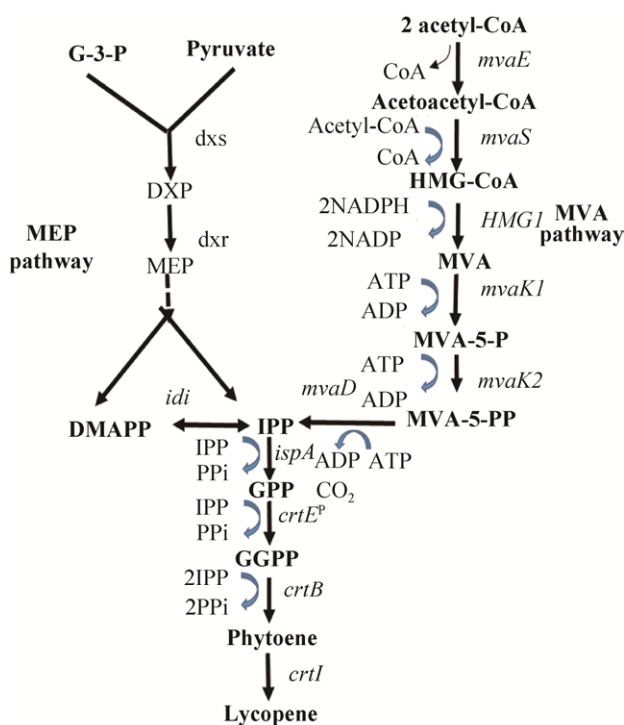 G-3-P
Pyruvate
dxs
DXP
dxr
MEP
MEP
pathway
2 acetyl-CoA
CoA
mvaE
Acetoacetyl-CoA
Acetyl-CoA
mvaS
CoA
HMG-CoA
2NADPH
HMG1
MVA
pathway
2NADP
MVA
ATP
mvaK1
ADP
MVA-5-P
ATP
mvaK2
ADP
mvaD
MVA-5-PP
idi
DMAPP
IPP
IPP
ispA
ADP
ATP
PPi
GPP
CO₂
IPP
crtEᵖ
PPi
GGPP
2IPP
crtB
2PPi
Phytoene
crtI
Lycopene